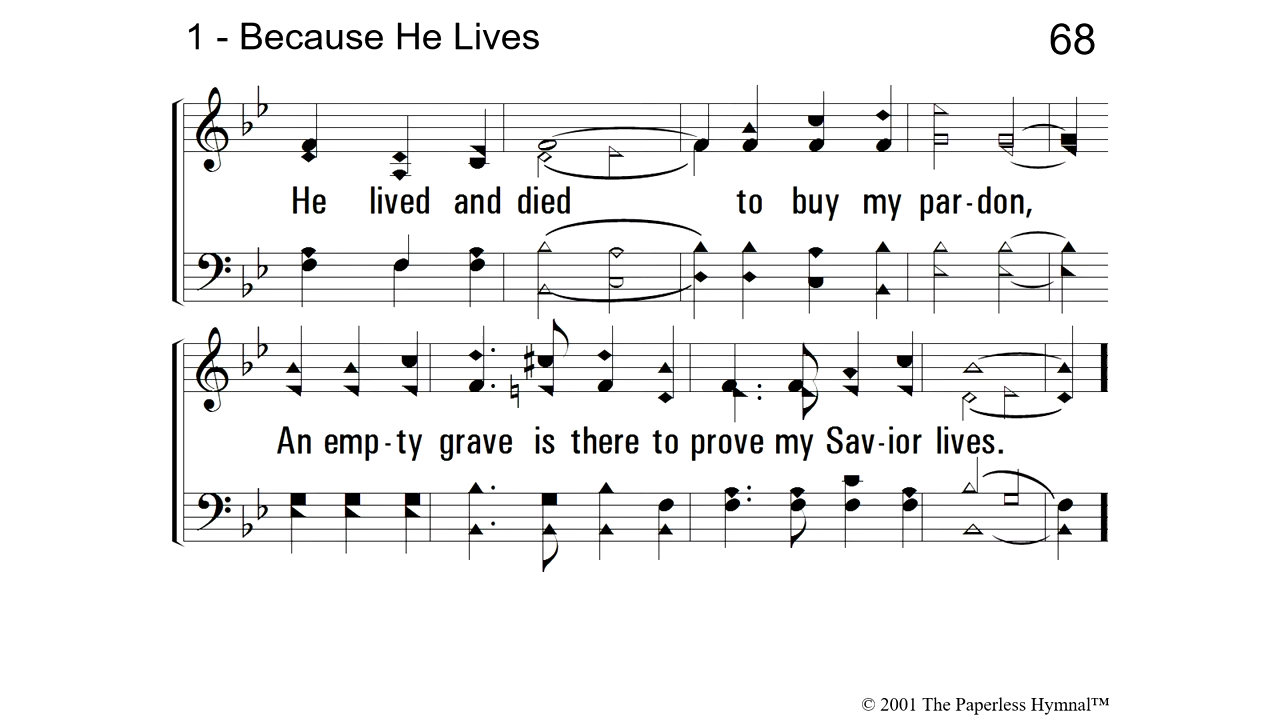 1 - Because He Lives
68
He lived and died to buy my par-don,
An emp-ty grave is there to prove my Sav-ior lives.
© 2001 The Paperless Hymnal™